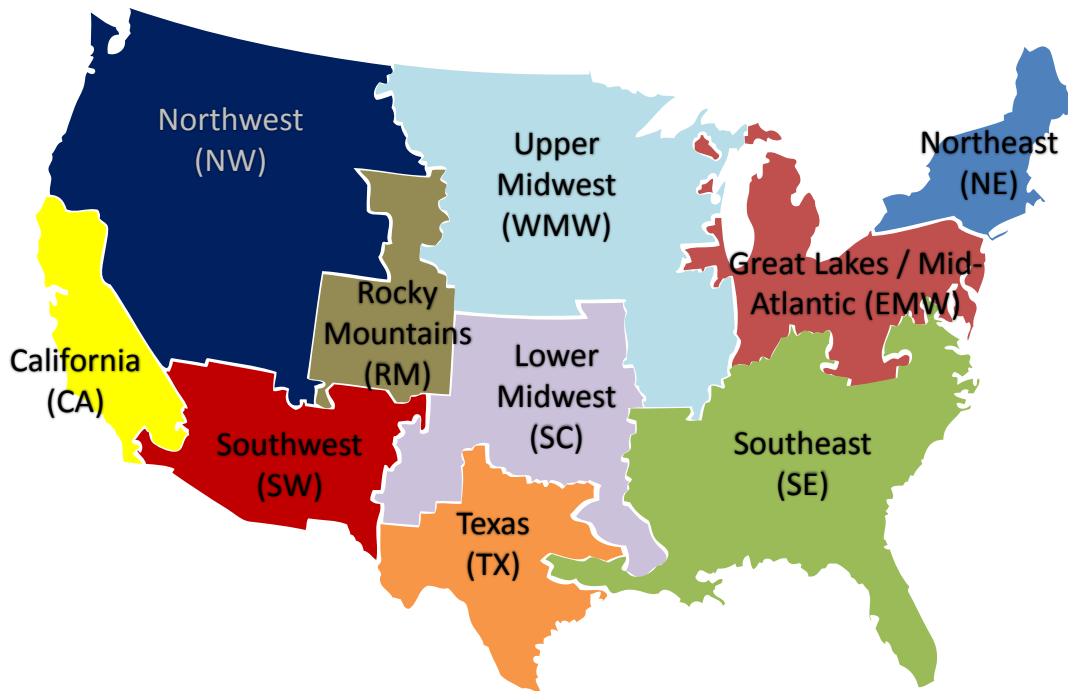 Northwest
(NW)
Upper
Midwest
(WMW)
Northeast
(NE)
Great Lakes / Mid-
Atlantic (EMW)
Rocky
Mountains
(RM)
California
(CA)
Lower
Midwest
(SC)
Southwest
(SW)
Southeast
(SE)
Texas
(TX)